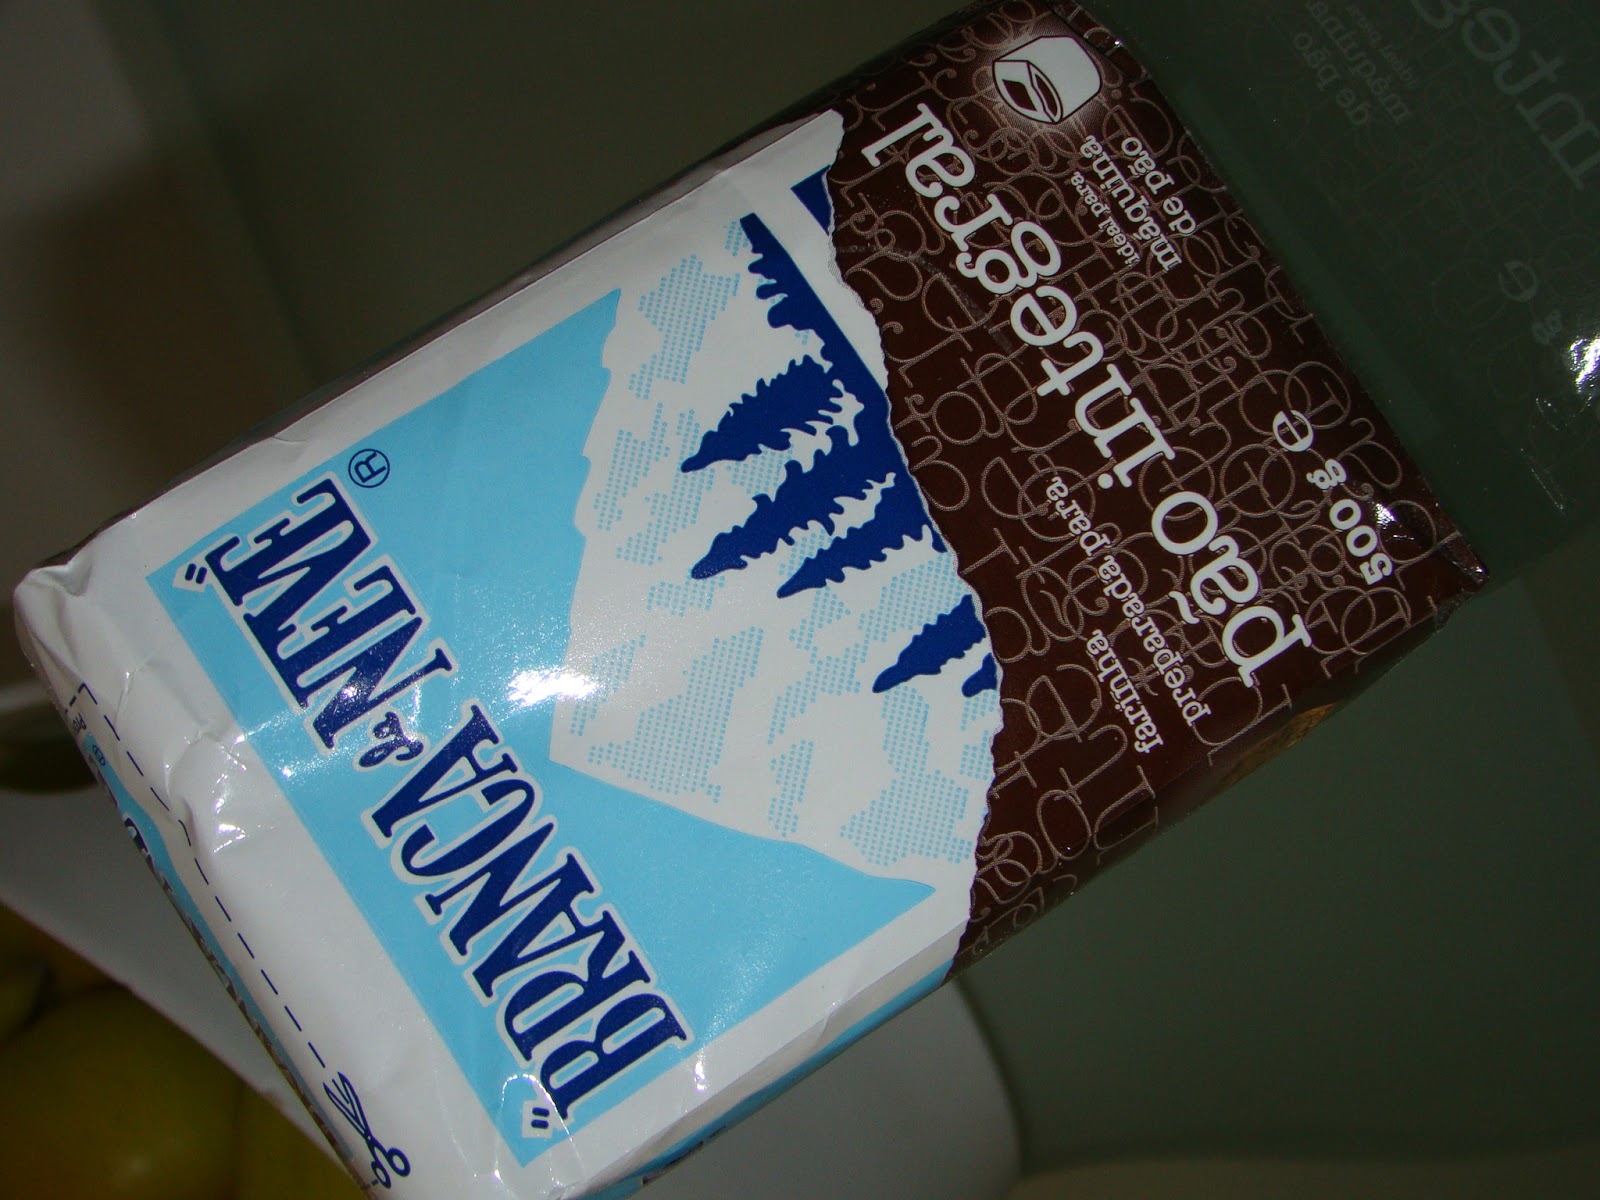 "BRANCA de NEVE"
®
farinha
preparada para
pão integral
ideal para
máquina
de pão
500 g e